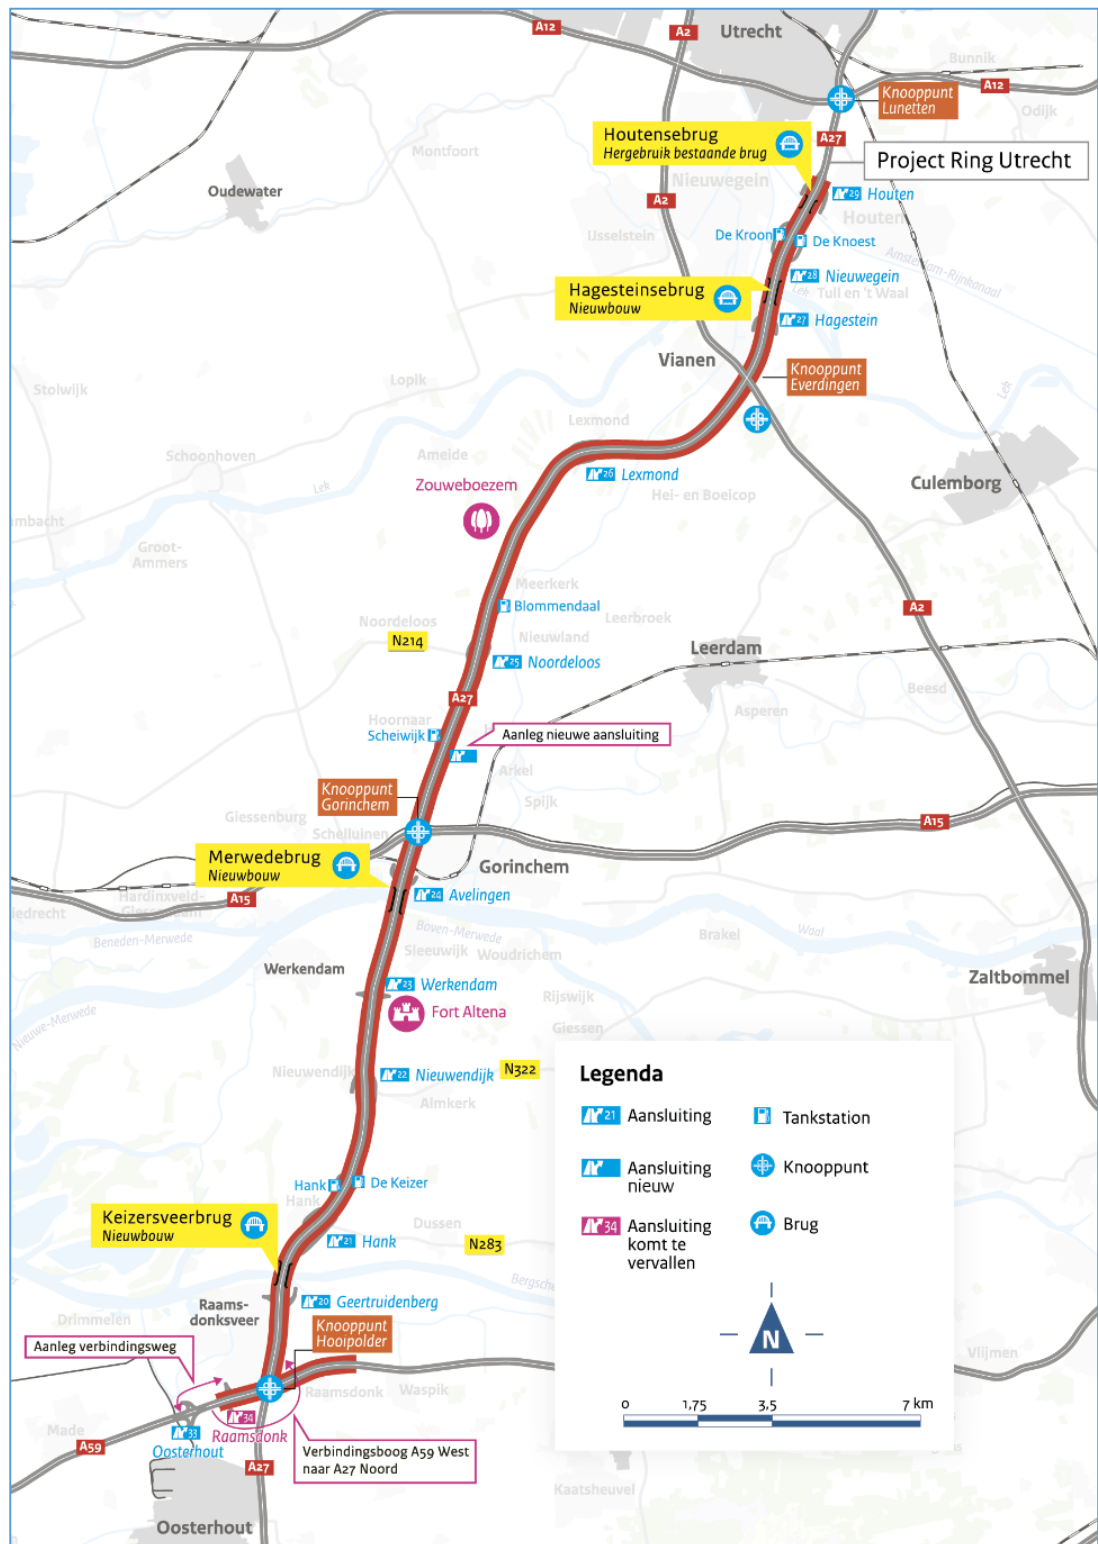 A12
A2
Utrecht
Bunnik
A12
Knooppunt
Lunetten
Odijk
Houtensebrug
Hergebruik bestaande brug
A27
Project Ring Utrecht
Montfoort
Oudewater
Nieuwegein
A2
29 Houten
Houten
IJsselstein
De Kroon
De Knoest
Amsterdam-Rijnkanaal
28 Nieuwegein
Lek
Tull en 't Waal
Hagesteinsebrug
Nieuwbouw
27 Hagestein
Vianen
Knooppunt
Everdingen
Lopik
Stolwijk
Lek
Lexmond
Schoonhoven
Ameide
26 Lexmond
Culemborg
Zouweboezem
Lek
Hei- en Boeicop
mbacht
Groot-
Ammers
Meerkerk
Blommendaal
A2
Noordeloos
Leerbroek
N214
Nieuwland
Leerdam
25 Noordeloos
Beesd
A27
Asperen
Hoornaar
Scheiwijk
Aanleg nieuwe aansluiting
Arkel
Knooppunt
Gorinchem
Spijk
Giessenburg
Schelluinen
A15
Merwedebrug
Nieuwbouw
Gorinchem
24 Avelingen
Hardinxveld-
Giessendam
A15
iedrecht
Beneden-Merwede
Boven-Merwede
Brakel
Waal
Sleeuwijk
Woudrichem
Werkendam
Zaltbommel
23 Werkendam
Rijswijk
Fort Altena
Nieuwe-Merwede
Giessen
Nieuwendijk
22 Nieuwendijk
N322
Almkerk
Legenda
21 Aansluiting
Tankstation
Aansluiting
nieuw
Knooppunt
34 Aansluiting
komt te
vervallen
Brug
Hank
De Keizer
Hank
Keizersveerbrug
Nieuwbouw
Dussen
21 Hank
N283
Raams-
donksveer
20 Geertruidenberg
Drimmelen
Knooppunt
Hooipolder
N
Aanleg verbindingsweg
Vlijmen
Raamsdonk
Waspik
0 1,75 3,5 7 km
34
Raamsdonk
Made
33
Oosterhout
A59
Verbindingsboog A59 West
naar A27 Noord
A27
Kaatsheuvel
Oosterhout